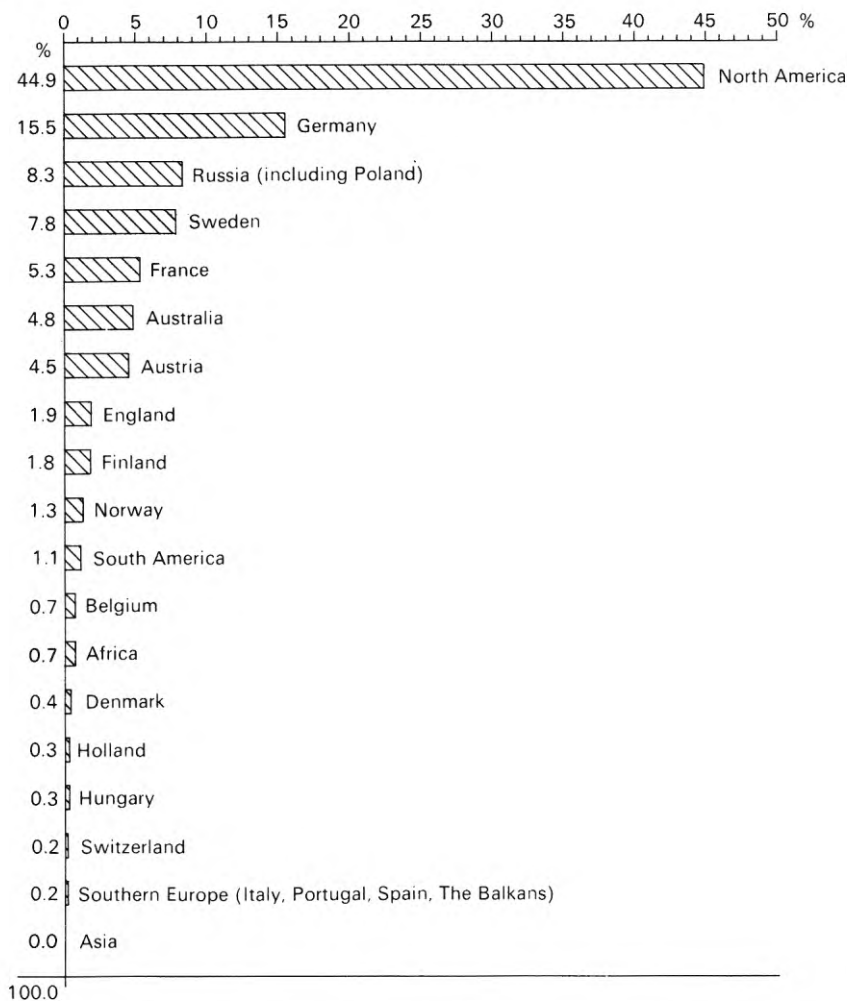 0 5 10 15 20 25 30 35 40 45 50 %
%
44.9 North America
15.5 Germany
8.3 Russia (including Poland)
7.8 Sweden
5.3 France
4.8 Australia
4.5 Austria
1.9 England
1.8 Finland
1.3 Norway
1.1 South America
0.7 Belgium
0.7 Africa
0.4 Denmark
0.3 Holland
0.3 Hungary
0.2 Switzerland
0.2 Southern Europe (Italy, Portugal, Spain, The Balkans)
0.0 Asia
100.0